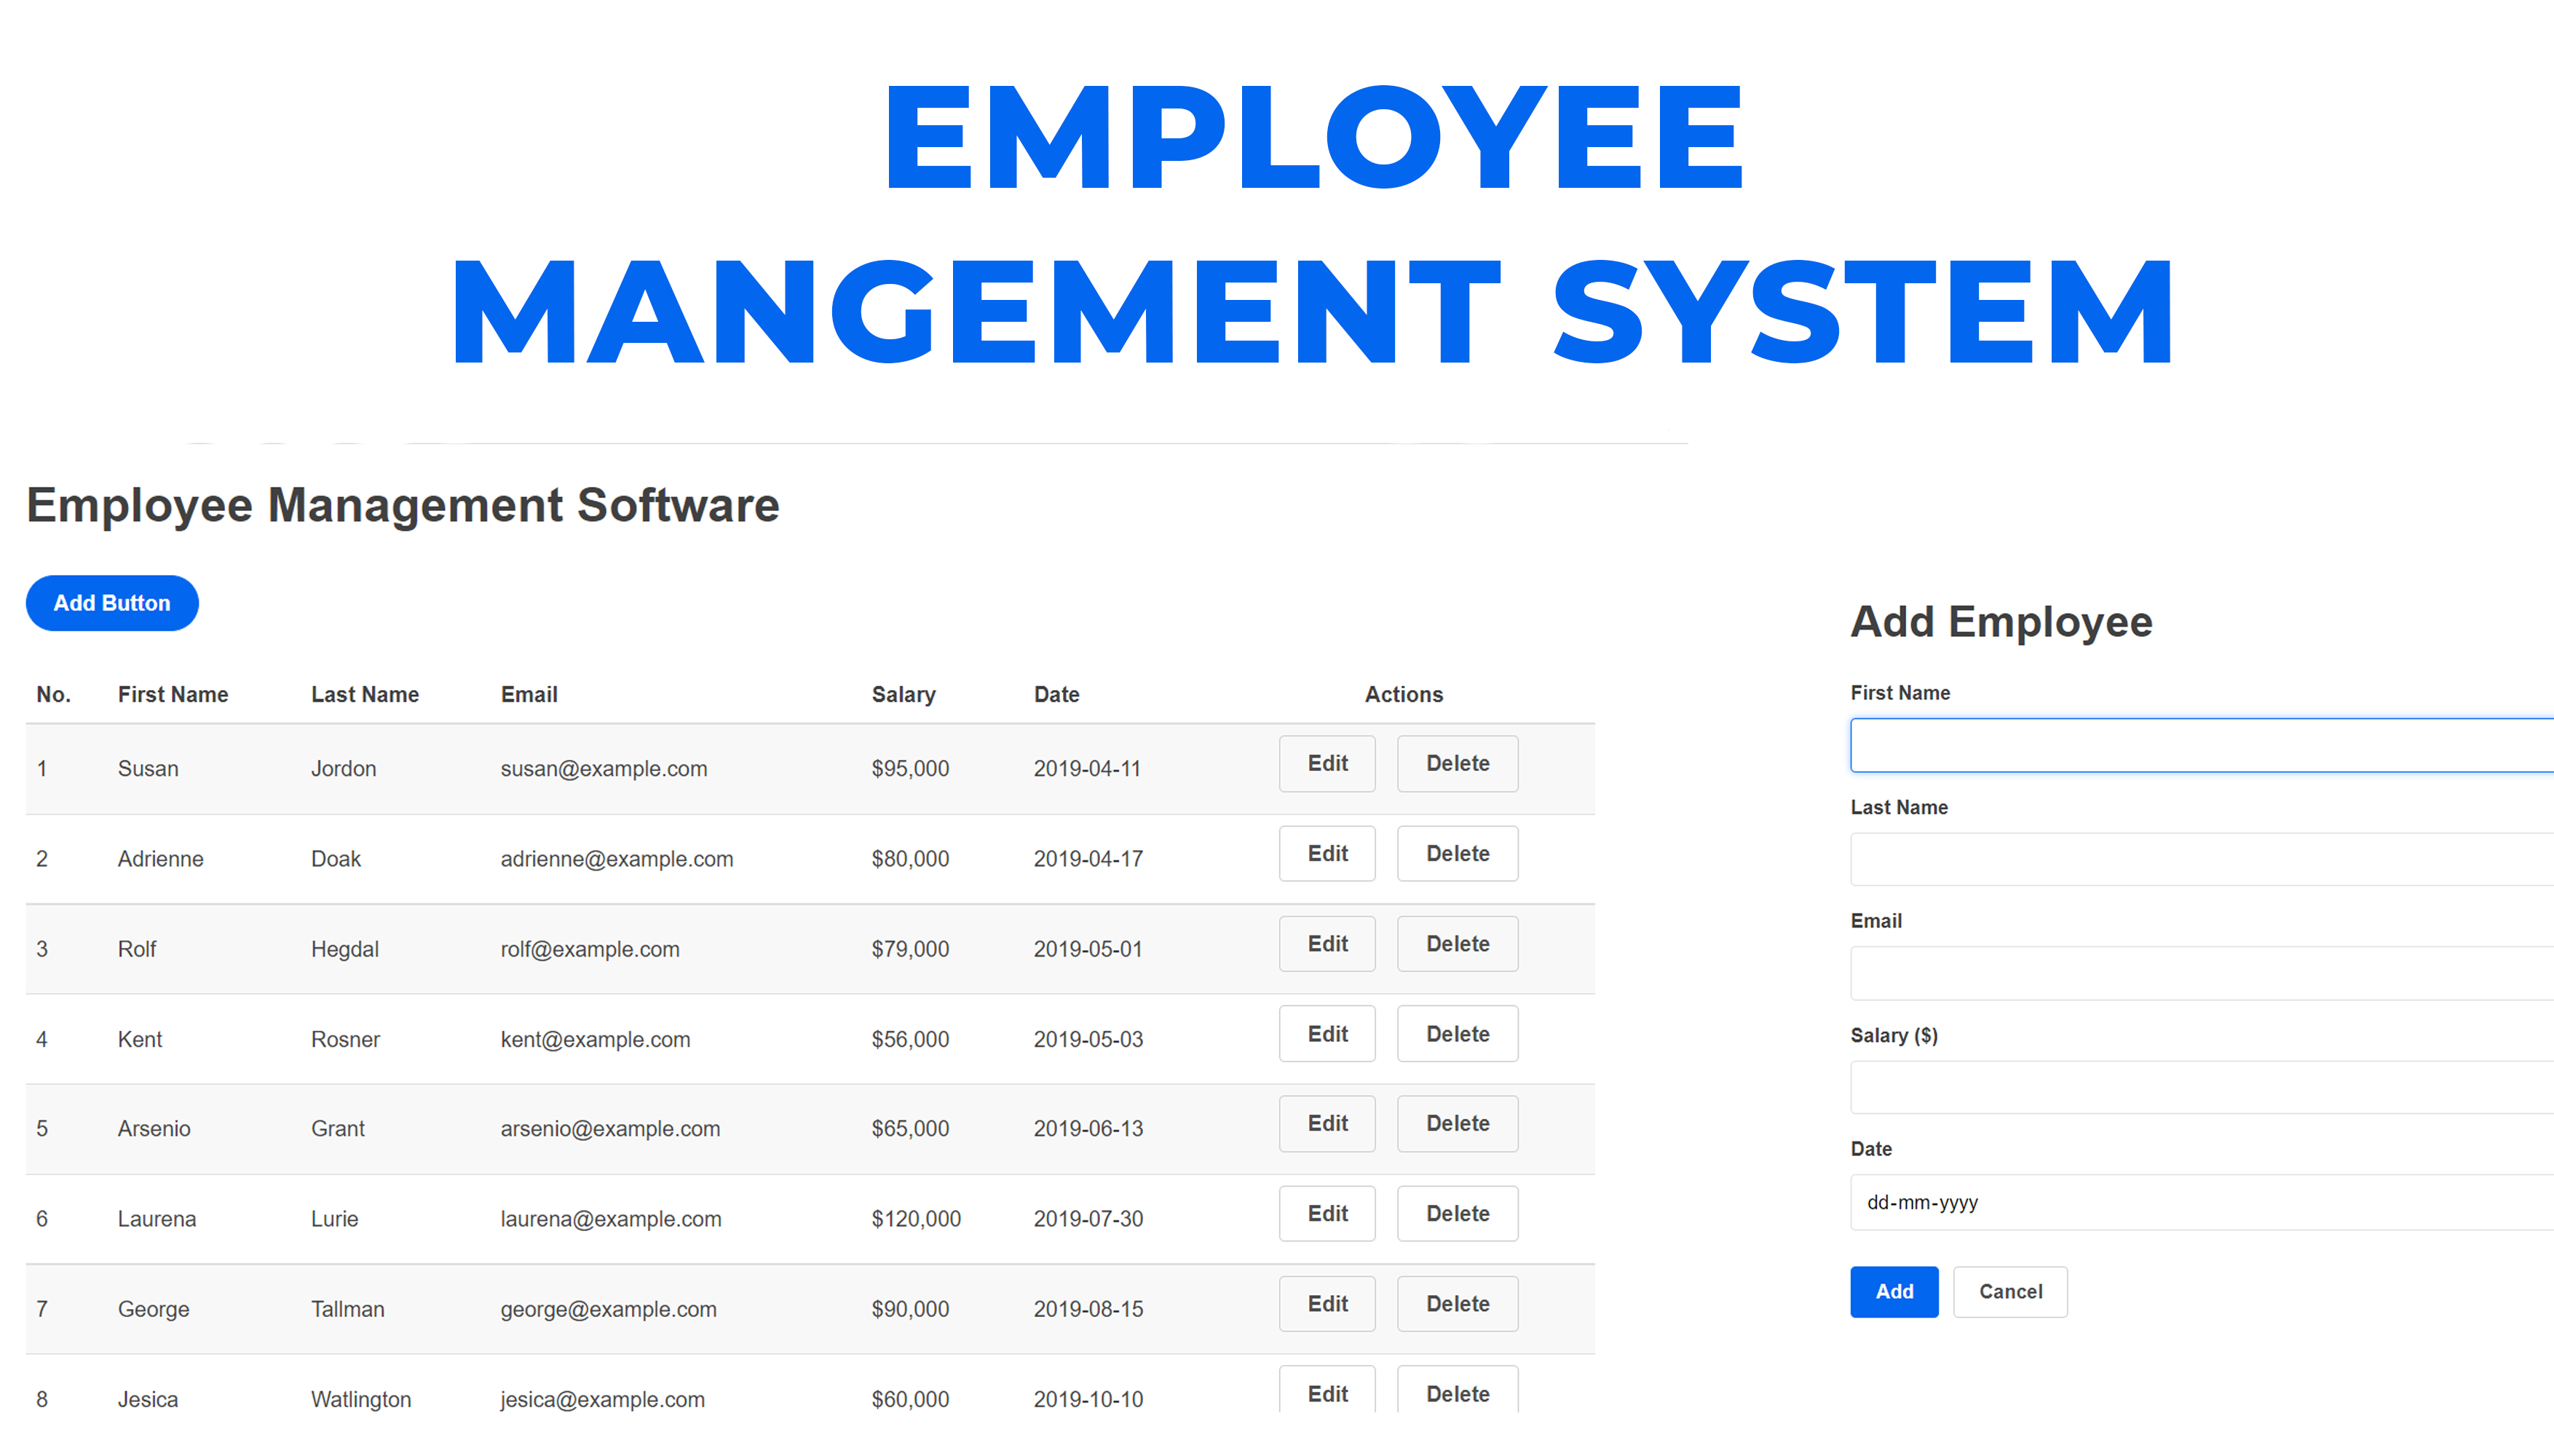 EMPLOYEE
MANGEMENT SYSTEM
Employee Management Software
Add Button
No. First Name Last Name Email Salary Date Actions
1 Susan Jordon susan@example.com $95,000 2019-04-11 Edit Delete
2 Adrienne Doak adrienne@example.com $80,000 2019-04-17 Edit Delete
3 Rolf Hegdal rolf@example.com $79,000 2019-05-01 Edit Delete
4 Kent Rosner kent@example.com $56,000 2019-05-03 Edit Delete
5 Arsenio Grant arsenio@example.com $65,000 2019-06-13 Edit Delete
6 Laurena Lurie laurena@example.com $120,000 2019-07-30 Edit Delete
7 George Tallman george@example.com $90,000 2019-08-15 Edit Delete
8 Jesica Watlington jesica@example.com $60,000 2019-10-10 Edit Delete
Add Employee
First Name
Last Name
Email
Salary ($)
Date
dd-mm-yyyy
Add Cancel